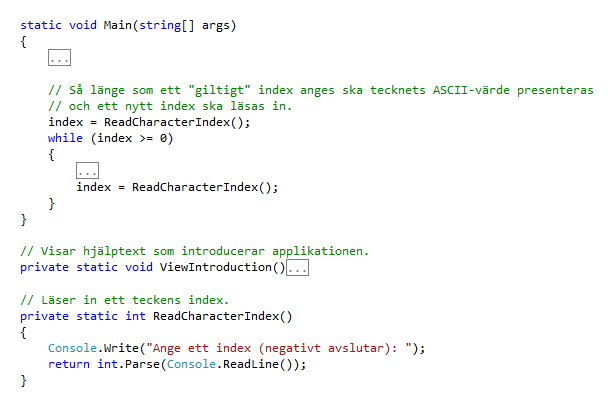 static void Main(string[] args)
{
...
// Så länge som ett "giltigt" index anges ska tecknets ASCII-värde presenteras
// och ett nytt index ska läsas in.
index = ReadCharacterIndex();
while (index >= 0)
{
...
index = ReadCharacterIndex();
}
}
// Visar hjälptext som introducerar applikationen.
private static void ViewIntroduction()...
// Läser in ett teckens index.
private static int ReadCharacterIndex()
{
Console.Write("Ange ett index (negativt avslutar): ");
return int.Parse(Console.ReadLine());
}